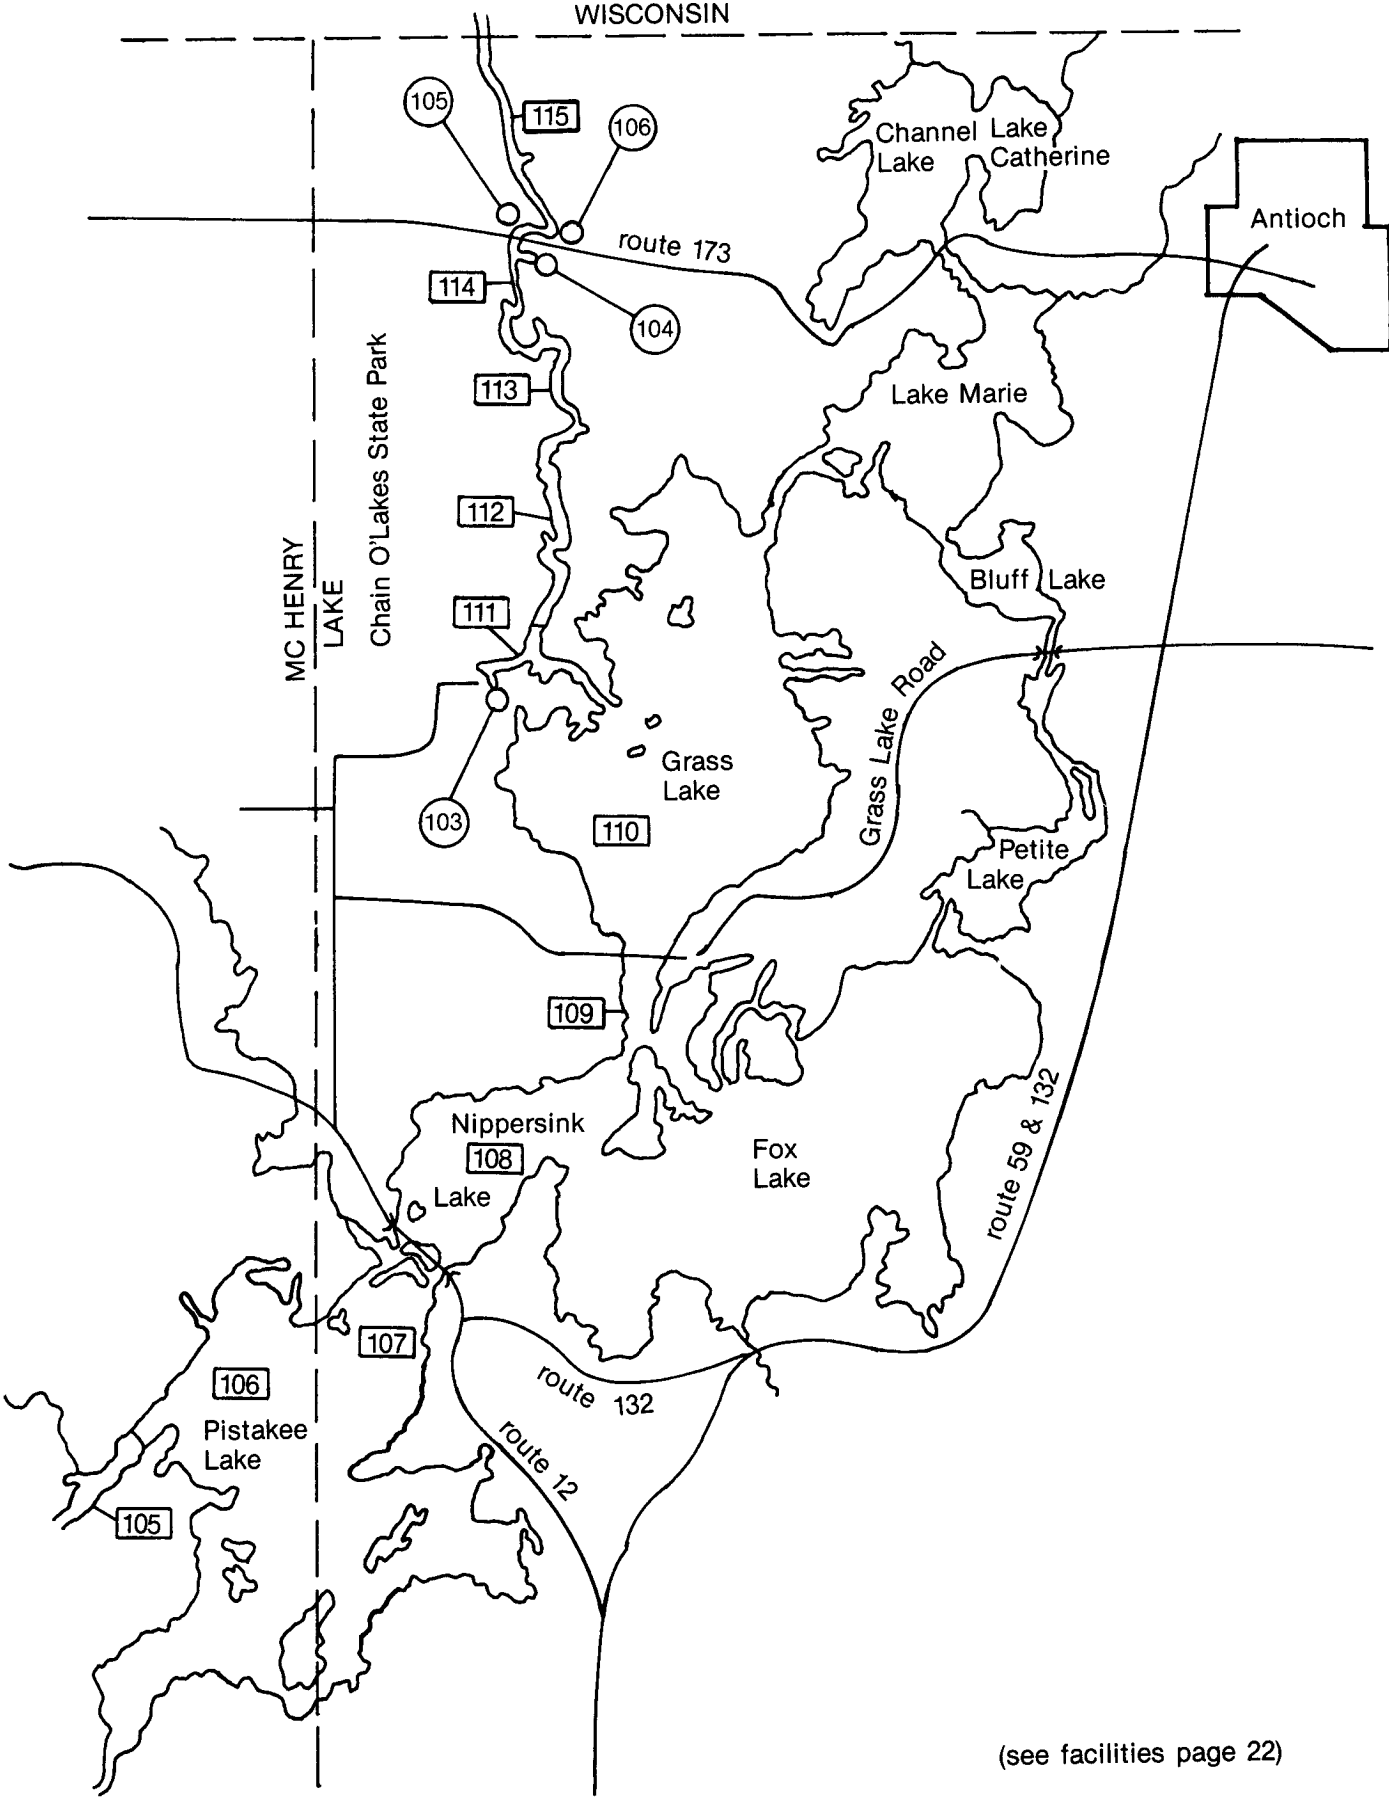 WISCONSIN
105
115
106
Channel Lake
Lake Catherine
Antioch
route 173
114
104
113
Lake Marie
Chain O'Lakes State Park
112
MC HENRY
LAKE
Bluff Lake
111
Grass Lake Road
Grass
Lake
103
110
Petite
Lake
109
Nippersink
108
Lake
Fox
Lake
route 59 & 132
107
106
route 132
Pistakee
Lake
route 12
105
(see facilities page 22)